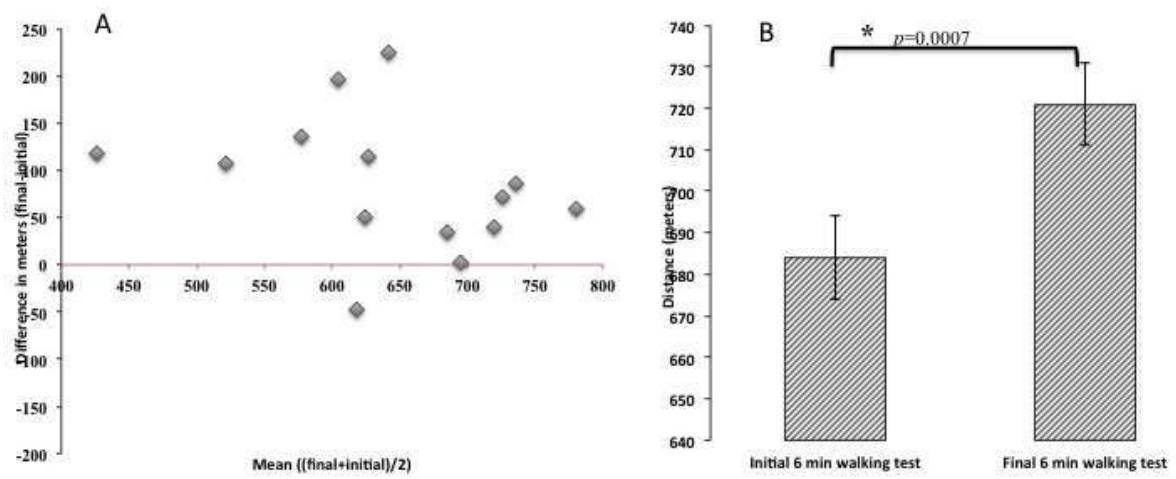 A
250
200
150
100
50
0
-50
-100
-150
-200
400 450 500 550 600 650 700 750 800
Difference in meters (final-initial)
Mean ((final+initial)/2)
B
* p=0.0007
740
730
720
710
700
690
680
670
660
650
640
Distance (meters)
Initial 6 min walking test Final 6 min walking test